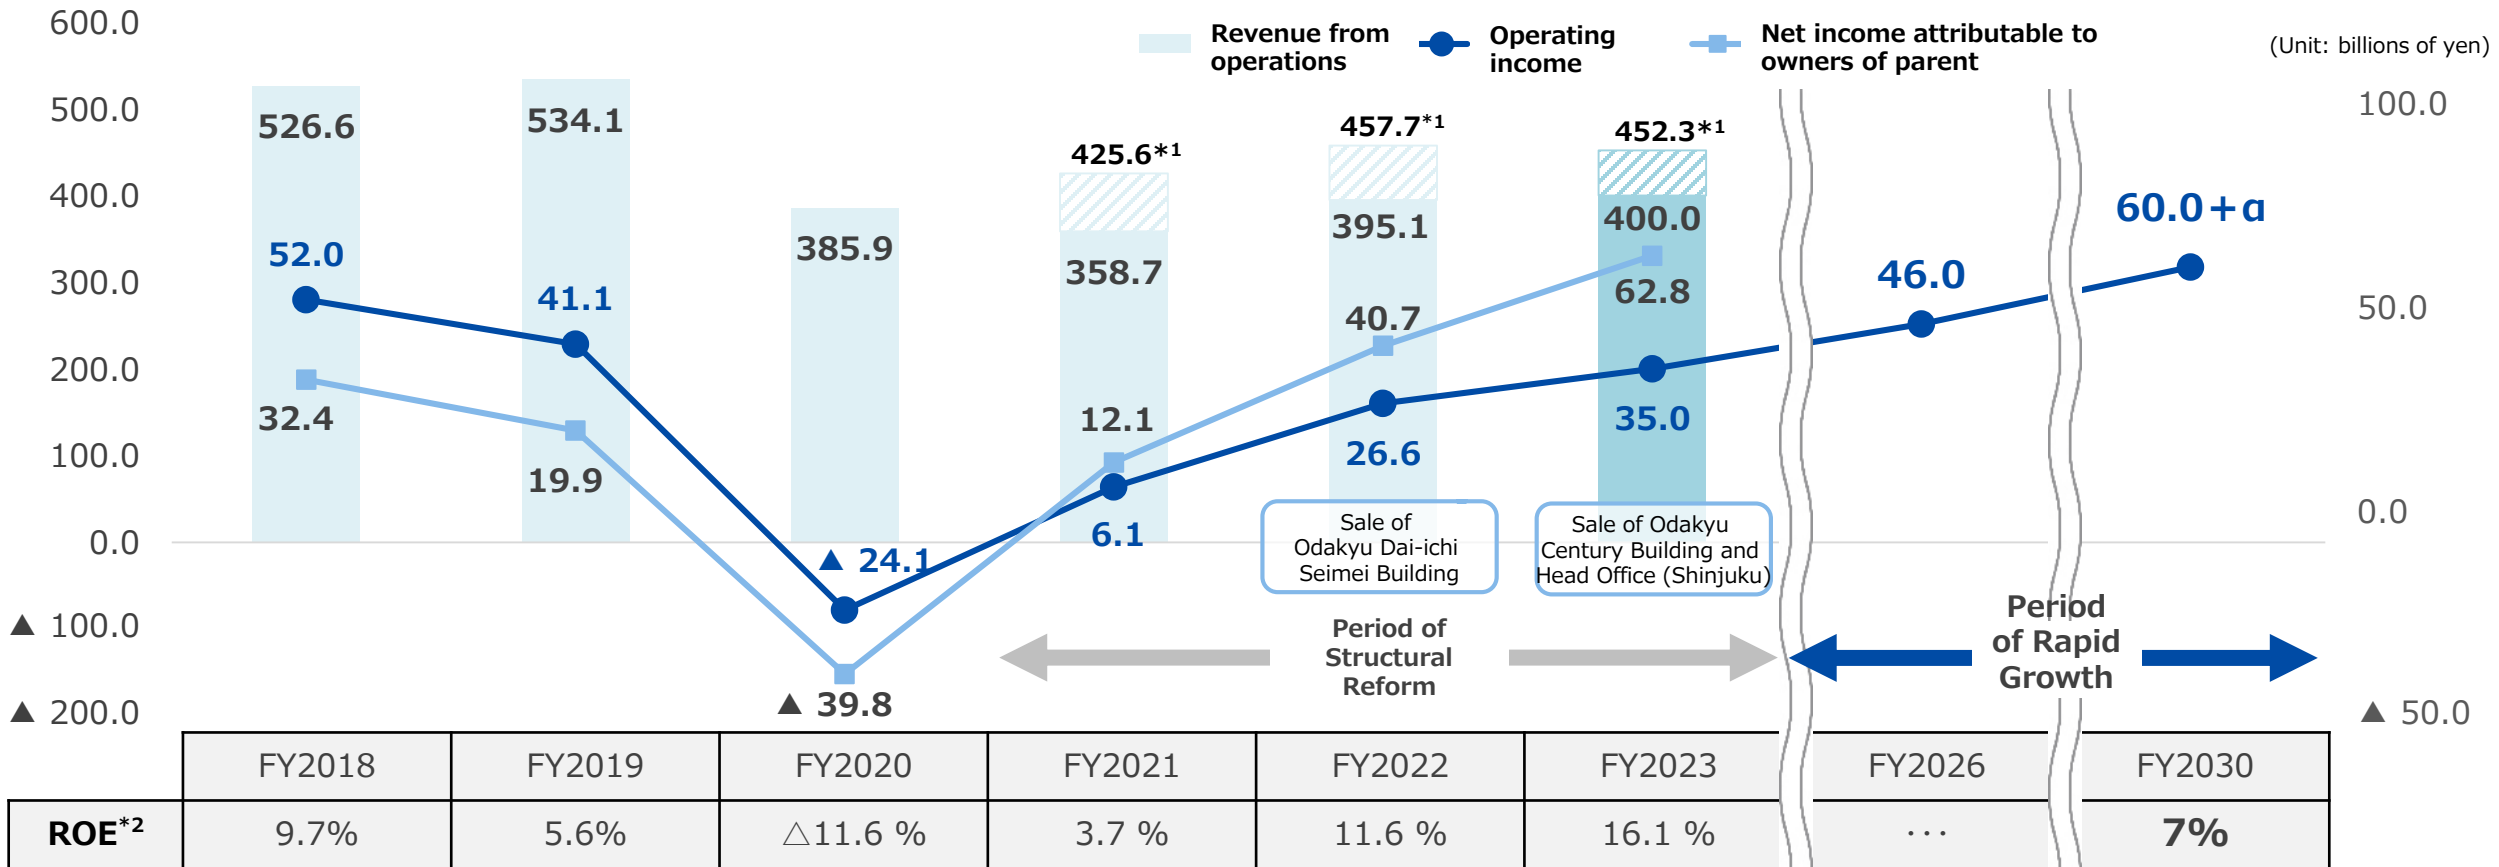 Revenue from
operations
Operating
income
Net income attributable to
owners of parent
(Unit: billions of yen)
600.0
500.0
400.0
300.0
200.0
100.0
0.0
▲ 100.0
▲ 200.0
100.0
50.0
0.0
▲ 50.0
526.6
534.1
385.9
425.6*1
358.7
457.7*1
395.1
452.3*1
400.0
52.0
41.1
▲ 24.1
6.1
26.6
35.0
46.0
60.0+α
32.4
19.9
▲ 39.8
12.1
40.7
62.8
Sale of
Odakyu Dai-ichi
Seimei Building
Sale of Odakyu
Century Building and
Head Office (Shinjuku)
Period of
Structural
Reform
Period
of Rapid
Growth
FY2018 FY2019 FY2020 FY2021 FY2022 FY2023 FY2026 FY2030
ROE*2 9.7% 5.6% △11.6 % 3.7 % 11.6 % 16.1 % ･･･ 7%